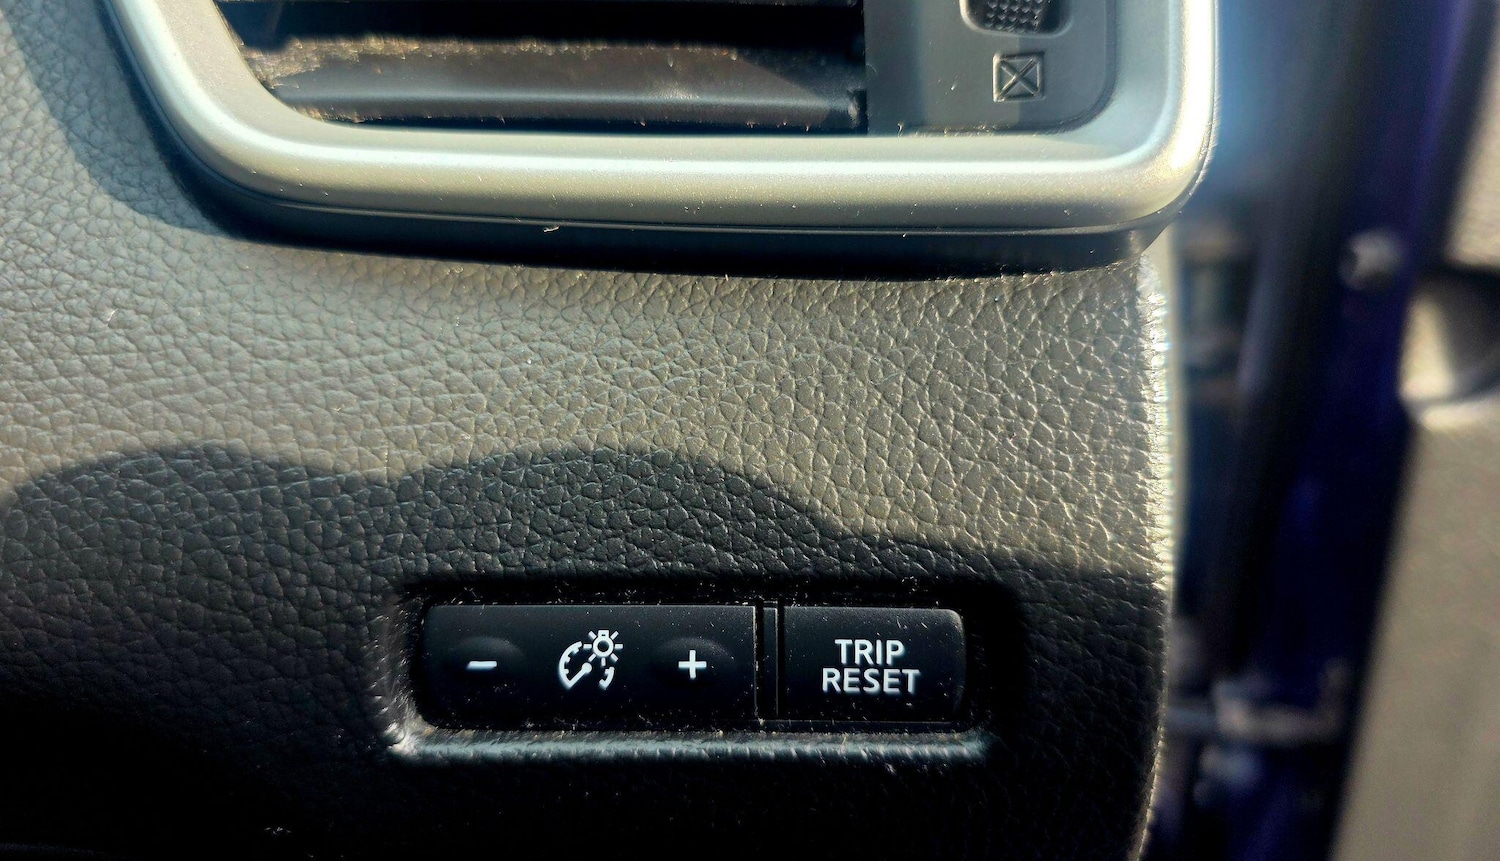 - +
TRIP
RESET